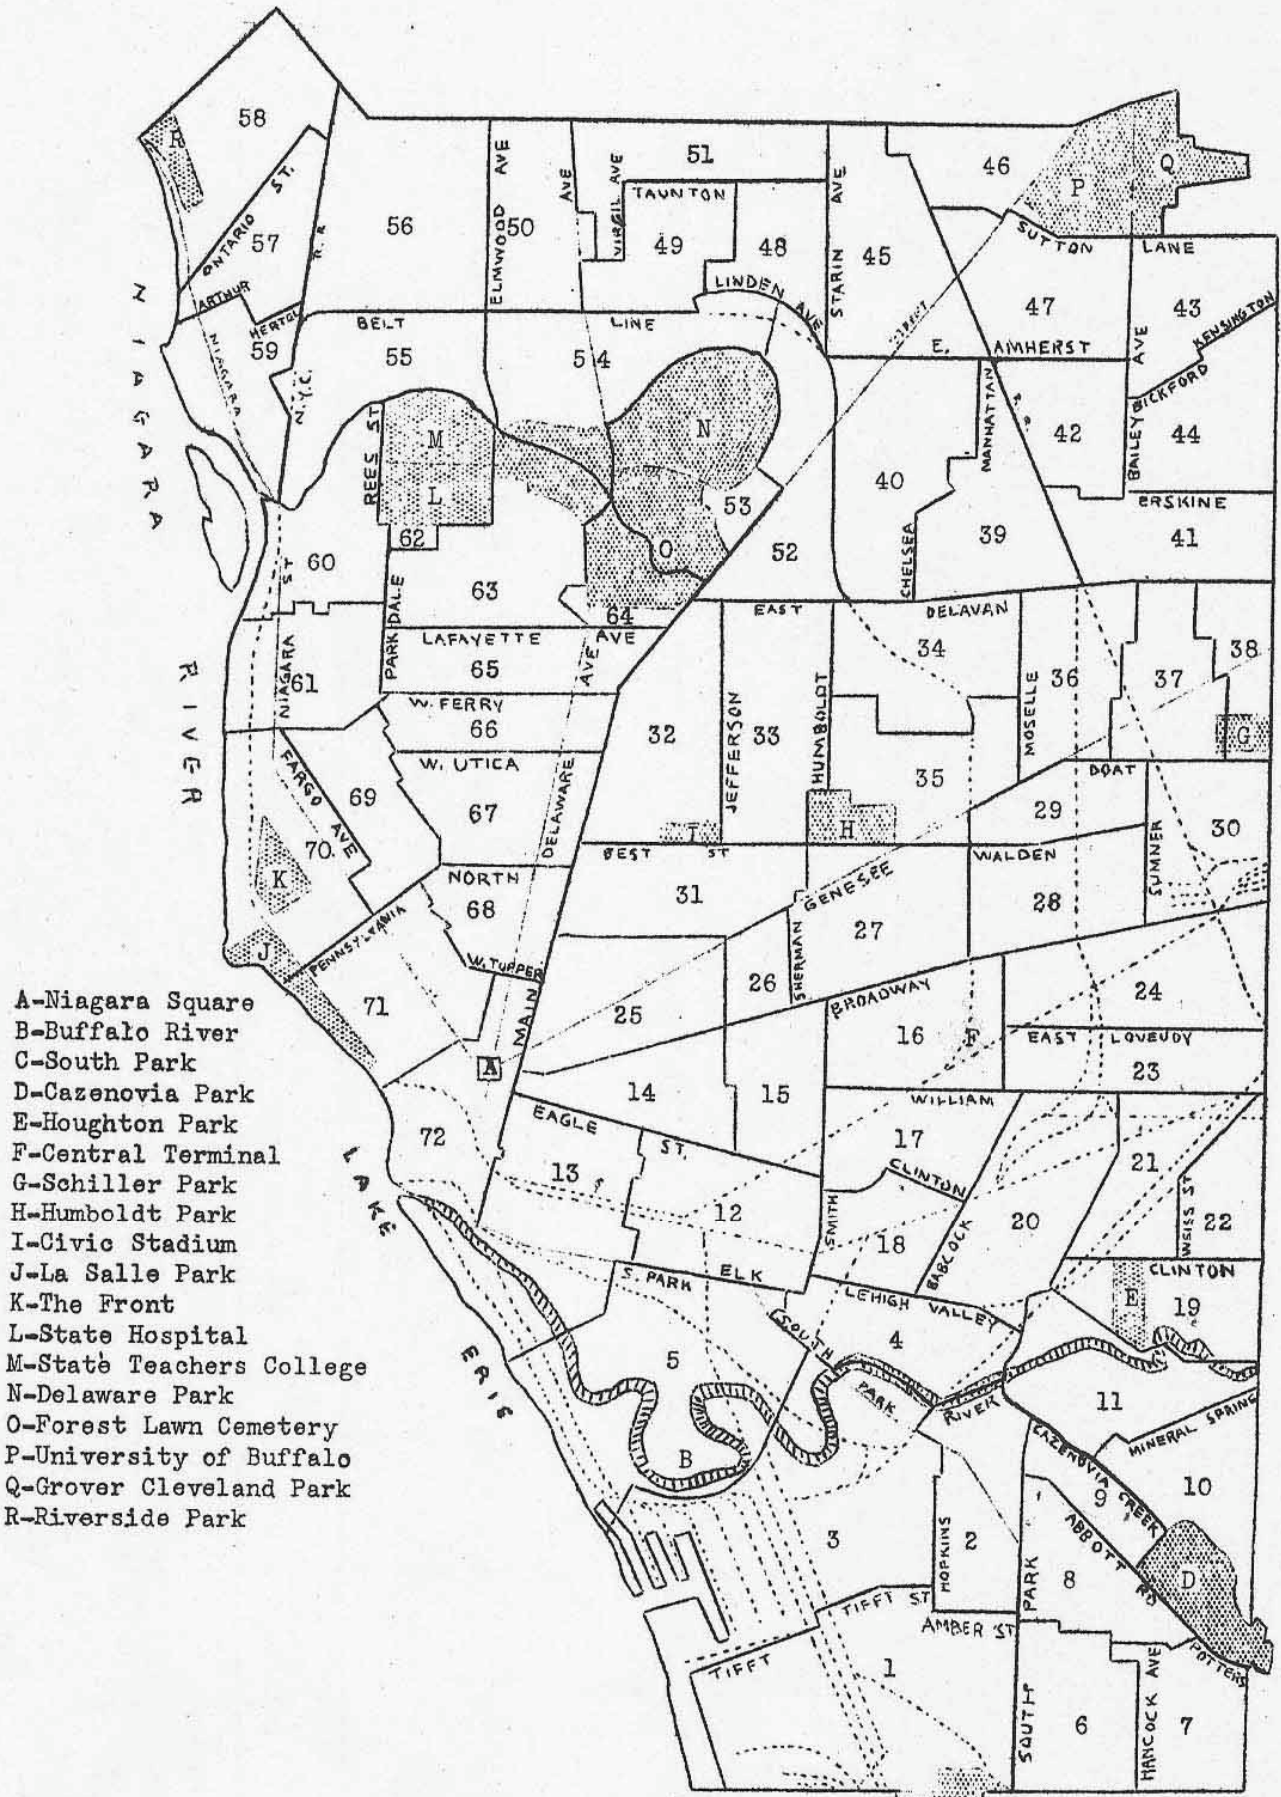 58
R
ONTARIO ST.
57
R.R
56
ELMWOOD AVE
50
AVE
VIRGIL AVE
51
TAUNTON
49
48
LINDEN AVE.
STARIN AVE
45
46
P
Q
SUTTON LANE
47
43
KENSINGTON
ARTHUR
HERTEL
59
NIAGARA
N.Y.C.
BELT LINE
55
54
E. AMHERST
BAILEY AVE
BICKFORD
44
42
MANHATTAN
40
39
CHELSEA
ERSKINE
41
NIAGARA RIVER
REES ST
M
L
N
O
53
52
60
62
63
64
NIAGARA ST
PARKDALE
LAFAYETTE AVE
65
61
W. FERRY
66
W. UTICA
67
DELAWARE AVE
EAST DELAVAN
34
36
37
38
G
MOSELLE
32
JEFFERSON
33
HUMBOLDT
35
H
I
DOAT
29
30
SUMNER
WALDEN
28
BEST ST
31
GENESEE
27
SHERMAN
26
FARGO AVE
69
70
K
J
NORTH
68
W. TUPPER
PENNSYLVANIA
71
MAIN
A
25
BROADWAY
16
F
24
EAST LOVEJOY
23
14
15
WILLIAM
17
72
EAGLE ST.
13
12
SMITH
CLINTON
18
BABCOCK
20
21
WEISS ST
22
CLINTON
E
19
LAKE ERIE
S. PARK
ELK
LEHIGH VALLEY
4
5
SOUTH PARK
RIVER
B
11
MINERAL SPRING
CAZENOVIA CREEK
10
9
ABBOTT RD
D
3
HOPKINS
2
PARK
8
TIFFT ST
AMBER ST
TIFFT
1
SOUTH
6
HANCOCK AVE
7
POTTERS
A-Niagara Square
B-Buffalo River
C-South Park
D-Cazenovia Park
E-Houghton Park
F-Central Terminal
G-Schiller Park
H-Humboldt Park
I-Civic Stadium
J-La Salle Park
K-The Front
L-State Hospital
M-State Teachers College
N-Delaware Park
O-Forest Lawn Cemetery
P-University of Buffalo
Q-Grover Cleveland Park
R-Riverside Park